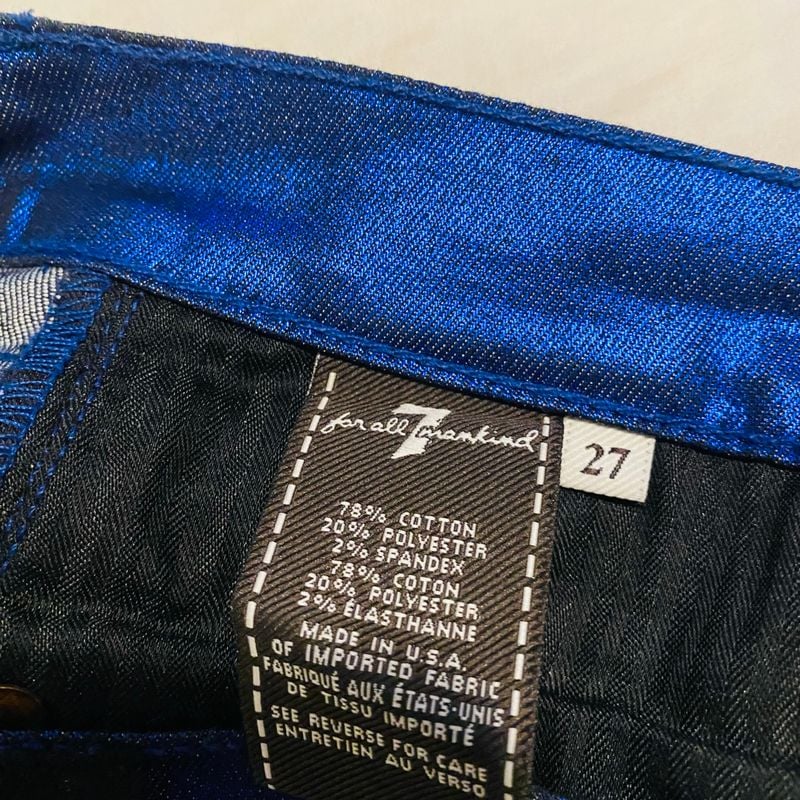 for all 7 mankind
27
78% COTTON
20% POLYESTER
2% SPANDEX
78% COTON
20% POLYESTER
2% ÉLASTHANNE
MADE IN U.S.A.
OF IMPORTED FABRIC
FABRIQUÉ AUX ÉTATS-UNIS
DE TISSU IMPORTÉ
SEE REVERSE FOR CARE
ENTRETIEN AU VERSO